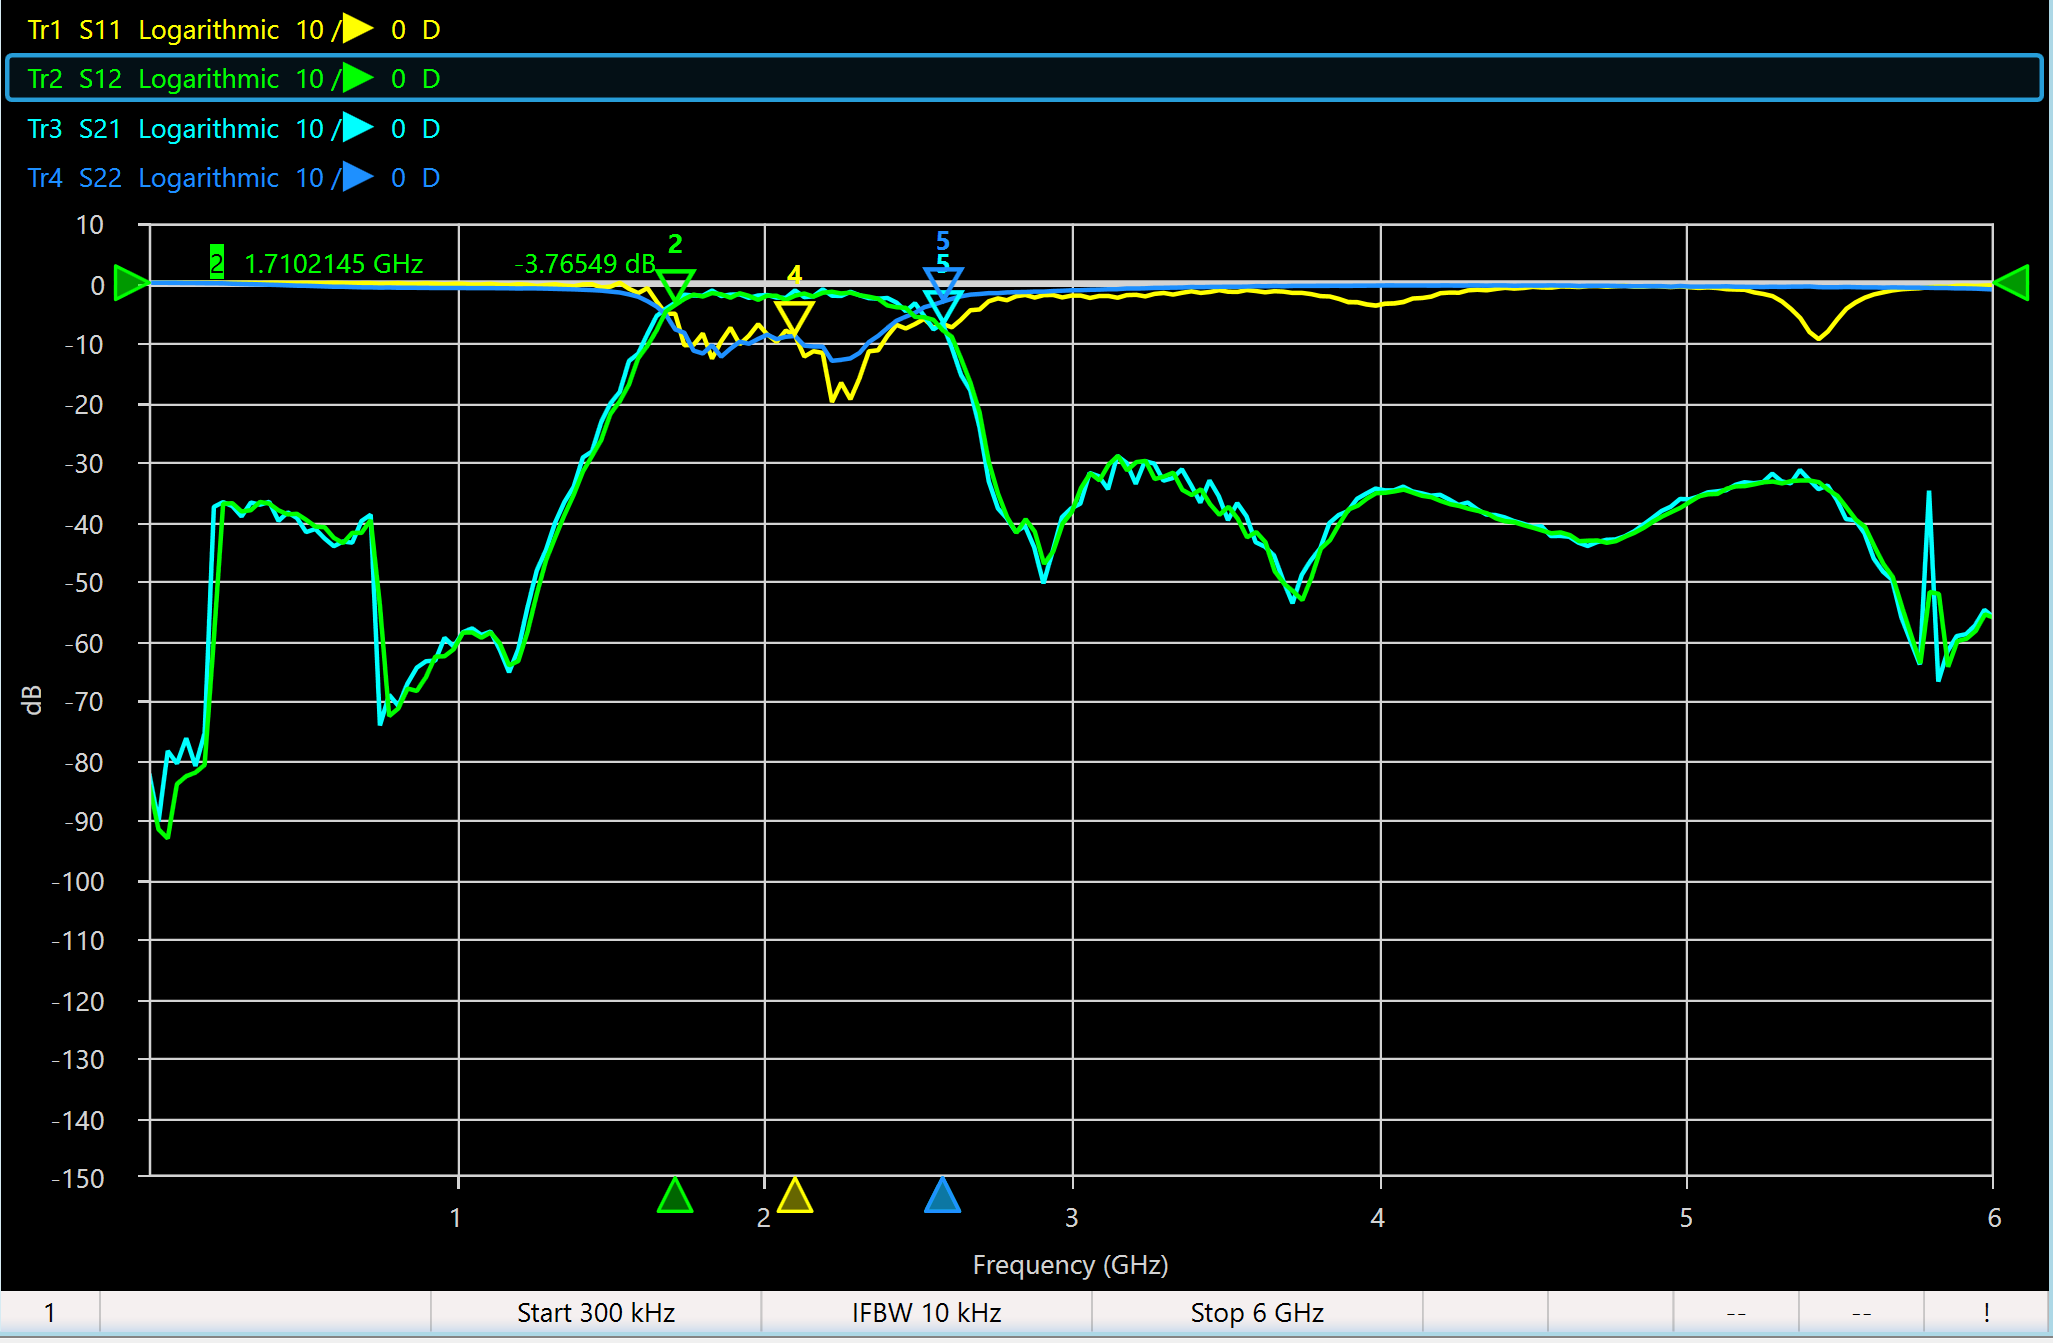 Tr1 S11 Logarithmic 10 / 0 D
Tr2 S12 Logarithmic 10 / 0 D
Tr3 S21 Logarithmic 10 / 0 D
Tr4 S22 Logarithmic 10 / 0 D
10
0
-10
-20
-30
-40
-50
-60
-70
-80
-90
-100
-110
-120
-130
-140
-150
dB
2 1.7102145 GHz -3.76549 dB
2
4
5
5
1 2 3 4 5 6
Frequency (GHz)
1 Start 300 kHz IFBW 10 kHz Stop 6 GHz -- -- !